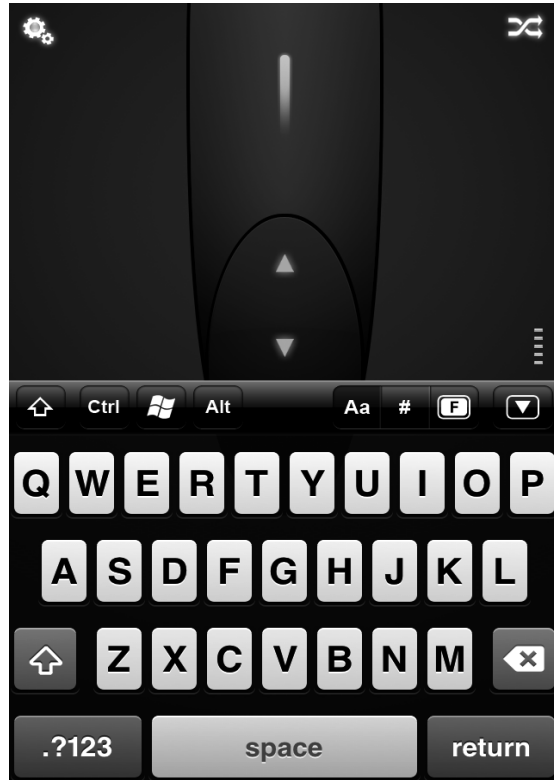 Ctrl Alt Aa # F
Q W E R T Y U I O P
A S D F G H J K L
Z X C V B N M
.?123 space return